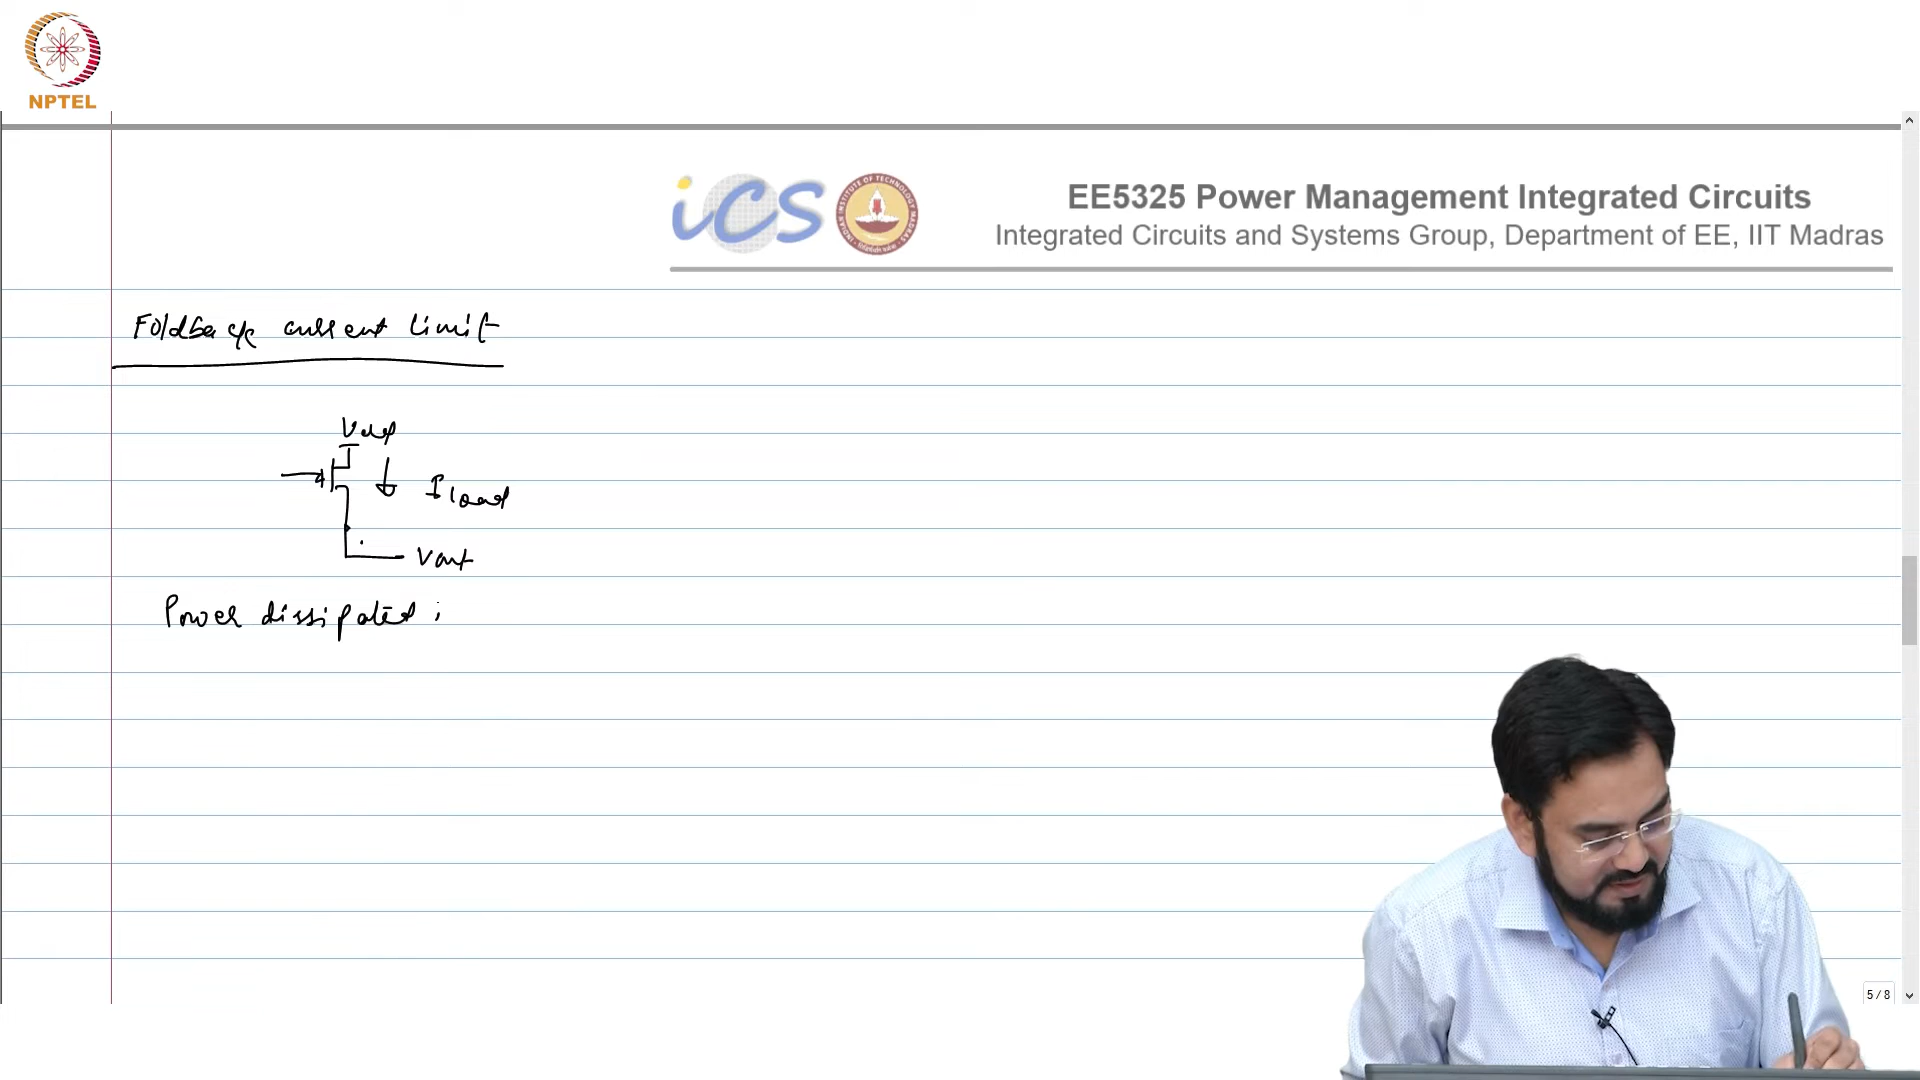 NPTEL
iCS
EE5325 Power Management Integrated Circuits
Integrated Circuits and Systems Group, Department of EE, IIT Madras
Foldback current limit
Vdd
Iload
Vout
Power dissipated i
5 / 8